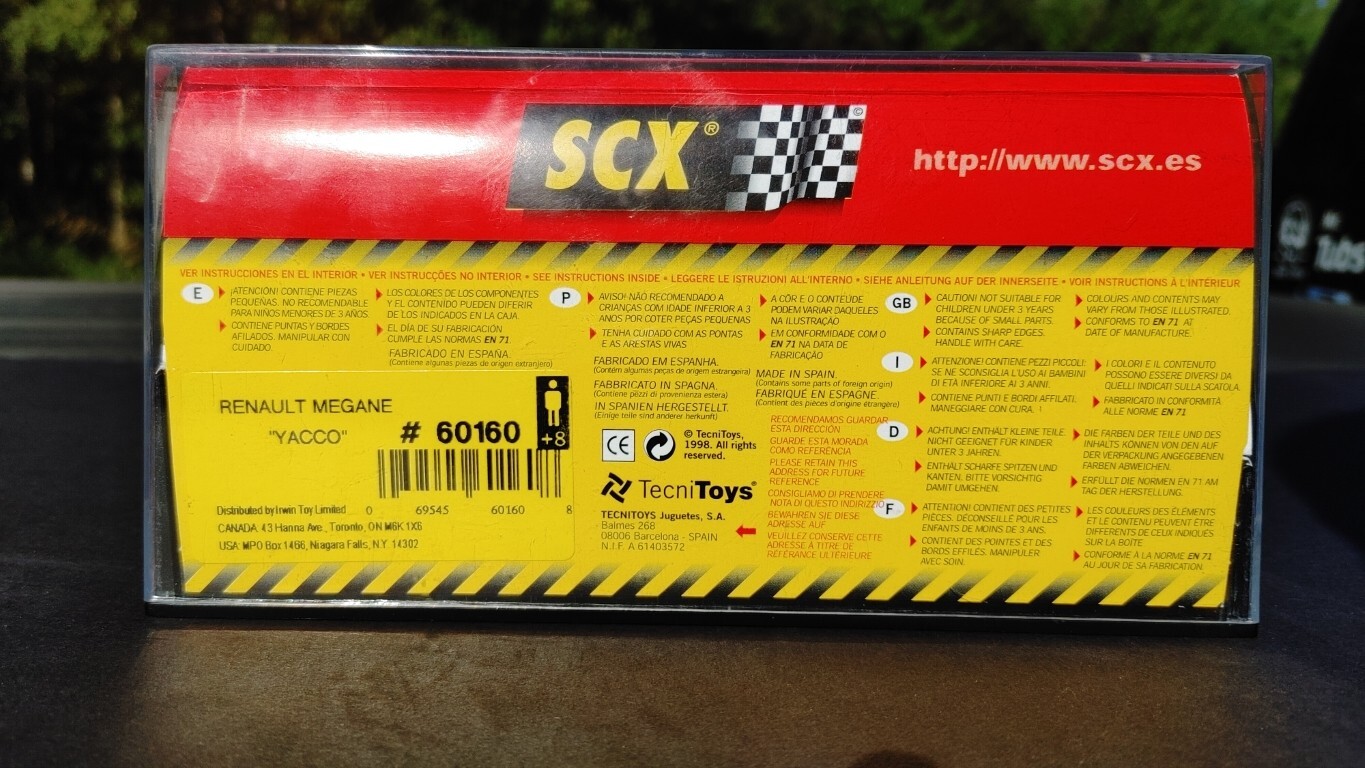 SCX®
©
http://www.scx.es
VER INSTRUCCIONES EN EL INTERIOR • VER INSTRUCÇÕES NO INTERIOR • SEE INSTRUCTIONS INSIDE • LEGGERE LE ISTRUZIONI ALL'INTERNO • SIEHE ANLEITUNG AUF DER INNERSEITE • VOIR INSTRUCTIONS À L'INTÉRIEUR
E
¡ATENCIÓN! CONTIENE PIEZAS
PEQUEÑAS. NO RECOMENDABLE
PARA NIÑOS MENORES DE 3 AÑOS.
CONTIENE PUNTAS Y BORDES
AFILADOS. MANIPULAR CON
CUIDADO.
LOS COLORES DE LOS COMPONENTES
Y EL CONTENIDO PUEDEN DIFERIR
DE LOS INDICADOS EN LA CAJA.
EL DÍA DE SU FABRICACIÓN
CUMPLE LAS NORMAS EN 71
FABRICADO EN ESPAÑA.
(Contiene algunas piezas de origen extranjero)
P
AVISO! NÃO RECOMENDADO A
CRIANÇAS COM IDADE INFERIOR A 3
ANOS POR CONTER PEÇAS PEQUENAS
TENHA CUIDADO COM AS PONTAS
E AS ARESTAS VIVAS
A CÔR E O CONTEÚDE
PODEM VARIAR DAQUELES
NA ILUSTRAÇÃO
EM CONFORMIDADE COM O
EN 71 NA DATA DE
FABRICAÇÃO
FABRICADO EM ESPANHA.
(Contém algumas peças de origem estrangeira)
FABBRICATO IN SPAGNA.
(Contiene pezzi di provenienza estera)
IN SPANIEN HERGESTELLT.
(Einige teile sind anderer herkunft)
MADE IN SPAIN.
(Contains some parts of foreign origin)
FABRIQUÉ EN ESPAGNE.
(Contient des pièces d'origine étrangère)
GB
CAUTION! NOT SUITABLE FOR
CHILDREN UNDER 3 YEARS
BECAUSE OF SMALL PARTS.
CONTAINS SHARP EDGES.
HANDLE WITH CARE.
COLOURS AND CONTENTS MAY
VARY FROM THOSE ILLUSTRATED.
CONFORMS TO EN 71 AT
DATE OF MANUFACTURE.
I
ATTENZIONE! CONTIENE PEZZI PICCOLI:
SE NE SCONSIGLIA L'USO AI BAMBINI
DI ETÀ INFERIORE AI 3 ANNI.
CONTIENE PUNTI E BORDI AFFILATI.
MANEGGIARE CON CURA.
I COLORI E IL CONTENUTO
POSSONO ESSERE DIVERSI DA
QUELLI INDICATI SULLA SCATOLA.
FABBRICATO IN CONFORMITÀ
ALLE NORME EN 71
D
ACHTUNG! ENTHÄLT KLEINE TEILE.
NICHT GEEIGNET FÜR KINDER
UNTER 3 JAHREN.
ENTHÄLT SCHARFE SPITZEN UND
KANTEN. BITTE VORSICHTIG
DAMIT UMGEHEN.
DIE FARBEN DER TEILE UND DES
INHALTS KÖNNEN VON DEN AUF
DER VERPACKUNG ANGEGEBENEN
FARBEN ABWEICHEN.
ERFÜLLT DIE NORMEN EN 71 AM
TAG DER HERSTELLUNG.
F
ATTENTION! CONTIENT DES PETITES
PIÈCES. DÉCONSEILLÉ POUR LES
ENFANTS DE MOINS DE 3 ANS.
CONTIENT DES POINTES ET DES
BORDS EFFILÉS. MANIPULER
AVEC SOIN.
LES COULEURS DES ÉLÉMENTS
ET LE CONTENU PEUVENT ÊTRE
DIFFÉRENTS DE CEUX INDIQUÉS
SUR LA BOÎTE
CONFORME À LA NORME EN 71
AU JOUR DE SA FABRICATION.
RENAULT MEGANE
"YACCO"
# 60160
+8
0 69545 60160 8
Distributed by Irwin Toy Limited
CANADA. 43 Hanna Ave., Toronto, ON M6K 1X6
USA: MPO Box 1466, Niagara Falls, N.Y. 14302
CE
© TecniToys,
1998. All rights
reserved.
TecniToys®
TECNITOYS Juguetes, S.A.
Balmes 268
08006 Barcelona - SPAIN
N.I.F. A 61403572
RECOMENDAMOS GUARDAR
ESTA DIRECCIÓN
GUARDE ESTA MORADA
COMO REFERÊNCIA
PLEASE RETAIN THIS
ADDRESS FOR FUTURE
REFERENCE
CONSIGLIAMO DI PRENDERE
NOTA DI QUESTO INDIRIZZO
BEWAHREN SIE DIESE
ADRESSE AUF
VEUILLEZ CONSERVE CETTE
ADRESSE À TITRE DE
RÉFÉRANCE ULTÉRIEURE